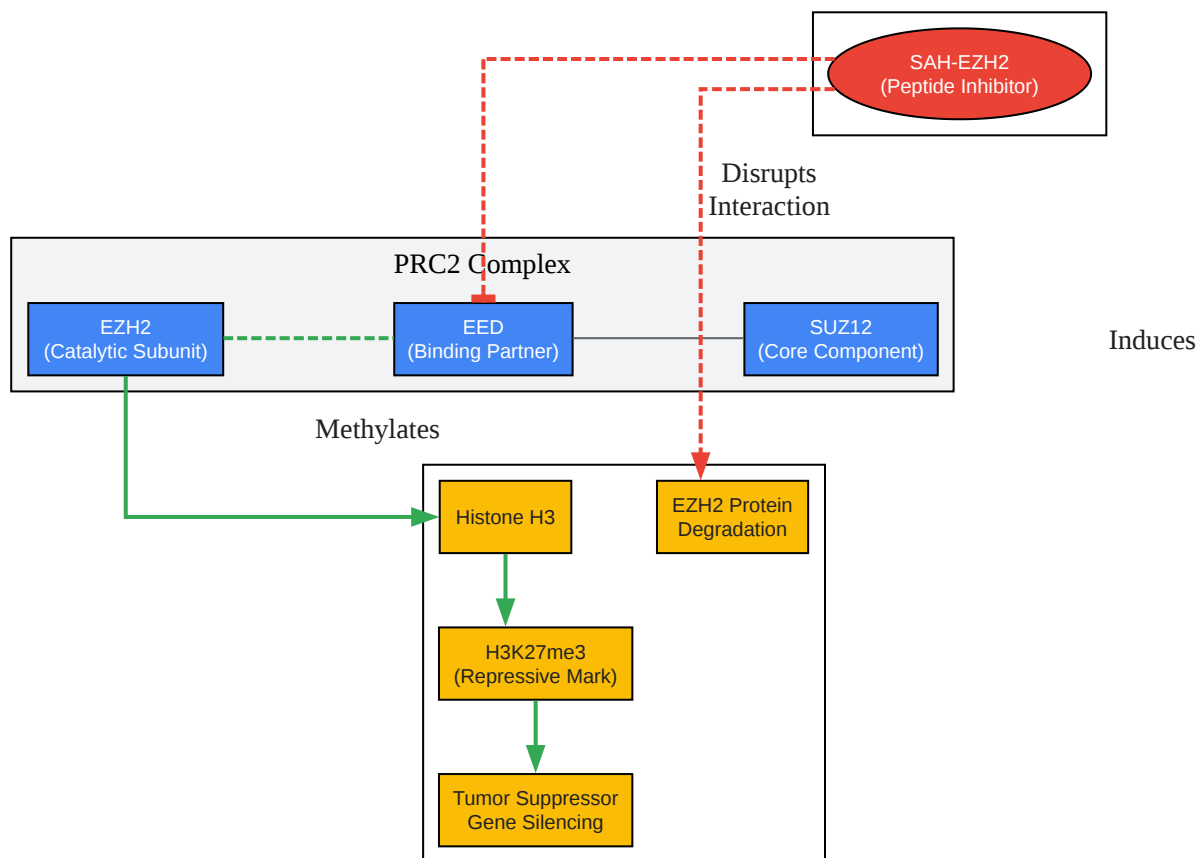 SAH-EZH2
(Peptide Inhibitor)
Disrupts
Interaction
PRC2 Complex
EZH2
(Catalytic Subunit)
EED
(Binding Partner)
SUZ12
(Core Component)
Induces
Methylates
Histone H3
EZH2 Protein
Degradation
H3K27me3
(Repressive Mark)
Tumor Suppressor
Gene Silencing